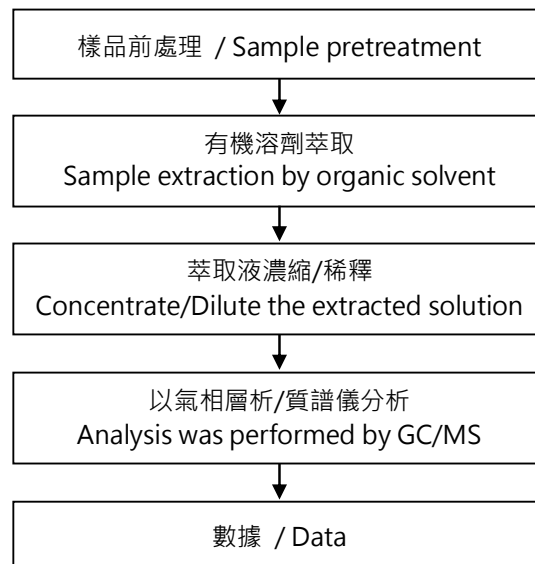 樣品前處理 / Sample pretreatment
有機溶劑萃取
Sample extraction by organic solvent
萃取液濃縮/稀釋
Concentrate/Dilute the extracted solution
以氣相層析/質譜儀分析
Analysis was performed by GC/MS
數據 / Data